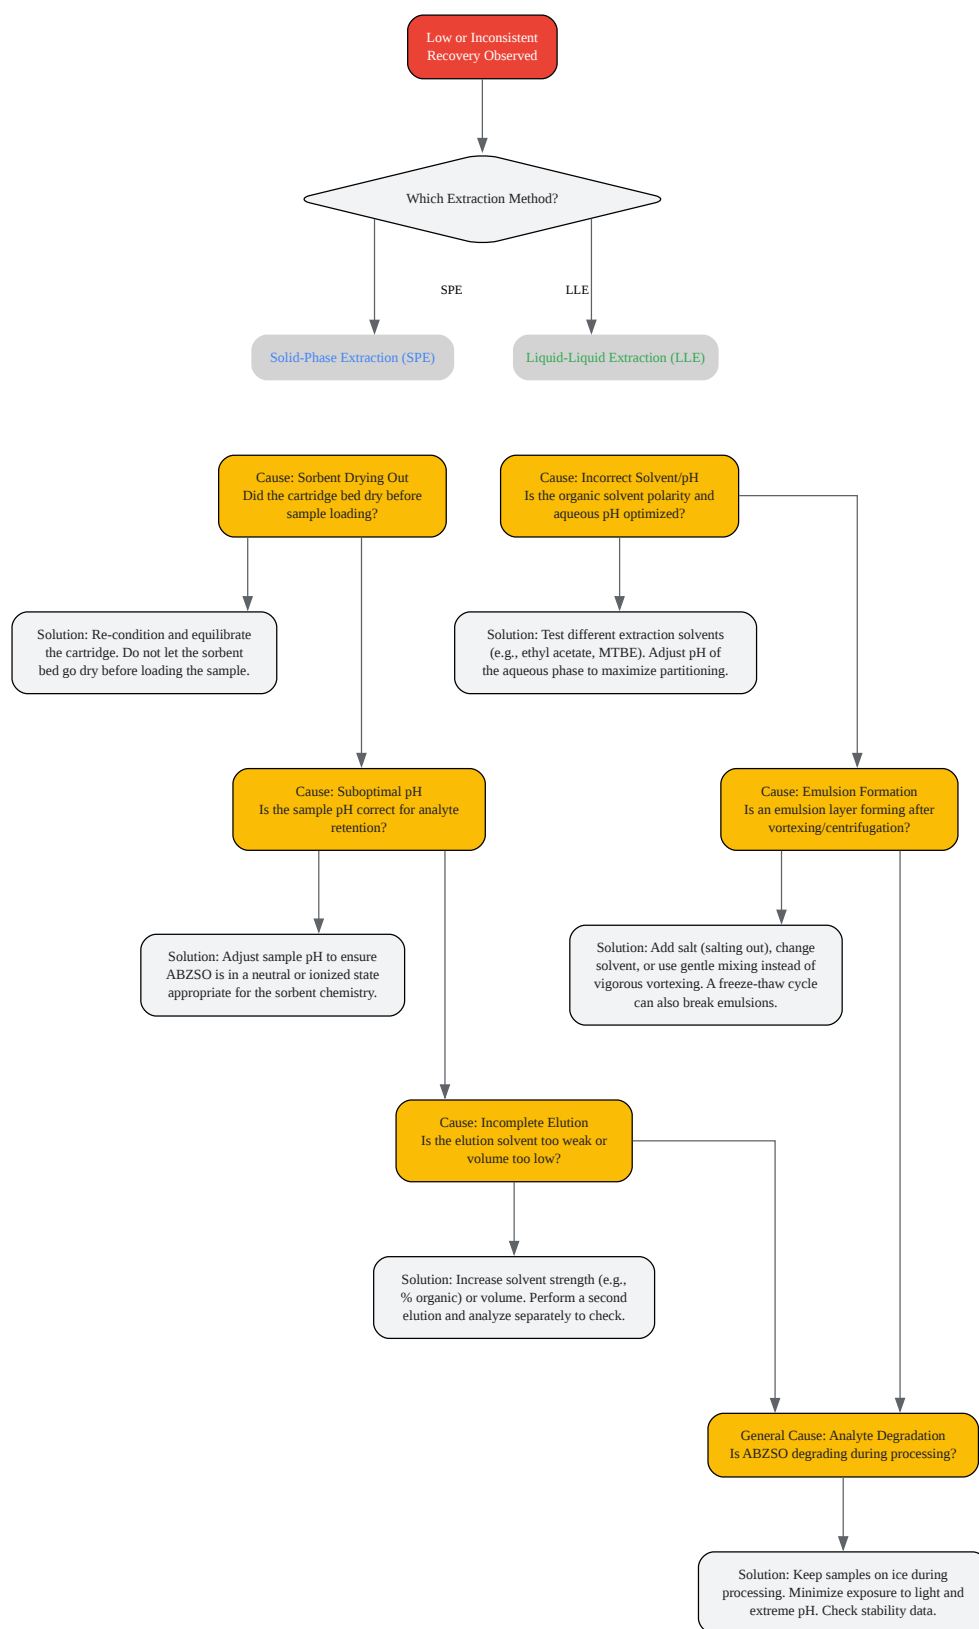 Low or Inconsistent
Recovery Observed
Which Extraction Method?
SPE
LLE
Solid-Phase Extraction (SPE)
Liquid-Liquid Extraction (LLE)
Cause: Sorbent Drying Out
Did the cartridge bed dry before
sample loading?
Cause: Incorrect Solvent/pH
Is the organic solvent polarity and
aqueous pH optimized?
Solution: Re-condition and equilibrate
the cartridge. Do not let the sorbent
bed go dry before loading the sample.
Solution: Test different extraction solvents
(e.g., ethyl acetate, MTBE). Adjust pH of
the aqueous phase to maximize partitioning.
Cause: Suboptimal pH
Is the sample pH correct for analyte
retention?
Cause: Emulsion Formation
Is an emulsion layer forming after
vortexing/centrifugation?
Solution: Adjust sample pH to ensure
ABZSO is in a neutral or ionized state
appropriate for the sorbent chemistry.
Solution: Add salt (salting out), change
solvent, or use gentle mixing instead of
vigorous vortexing. A freeze-thaw cycle
can also break emulsions.
Cause: Incomplete Elution
Is the elution solvent too weak or
volume too low?
Solution: Increase solvent strength (e.g.,
% organic) or volume. Perform a second
elution and analyze separately to check.
General Cause: Analyte Degradation
Is ABZSO degrading during processing?
Solution: Keep samples on ice during
processing. Minimize exposure to light and
extreme pH. Check stability data.